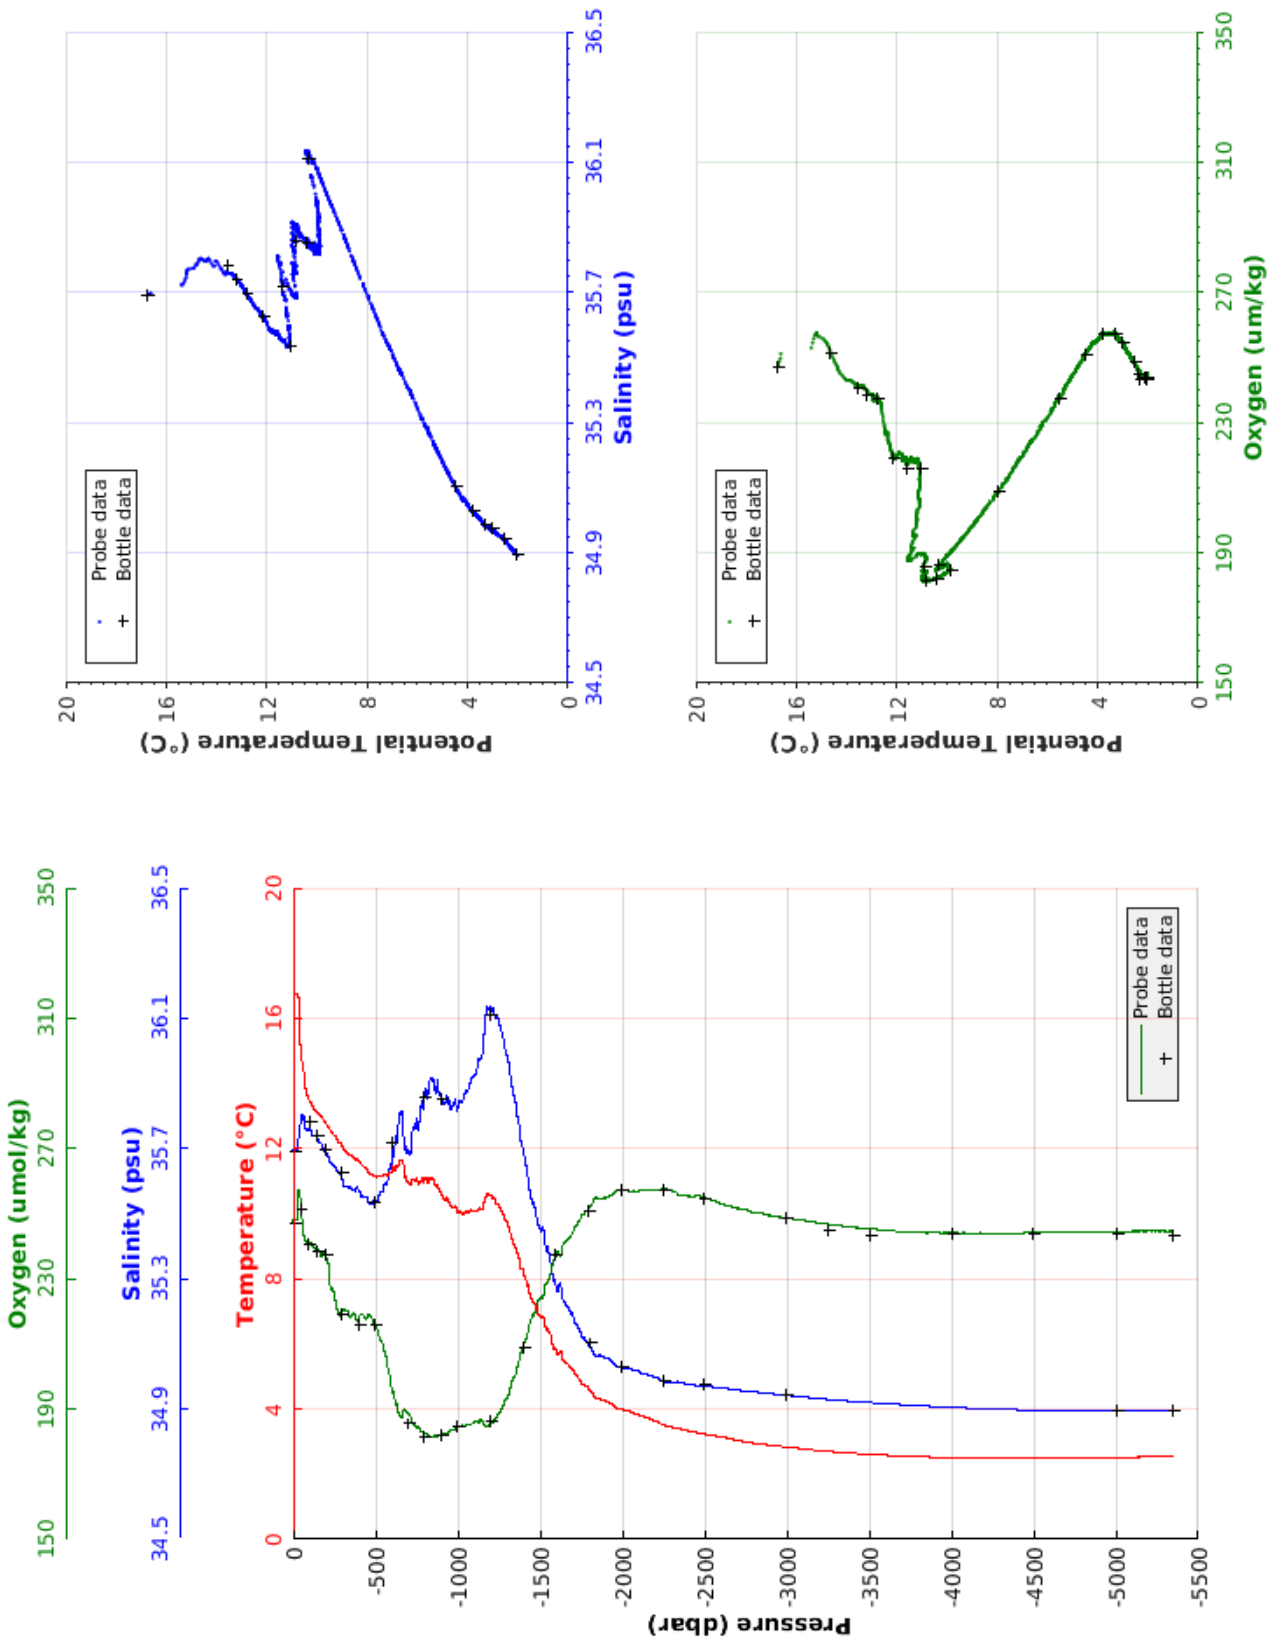 Oxygen (umol/kg)
150 190 230 270 310 350
Salinity (psu)
34.5 34.9 35.3 35.7 36.1 36.5
Temperature (°C)
0 4 8 12 16 20
Pressure (dbar)
0
-500
-1000
-1500
-2000
-2500
-3000
-3500
-4000
-4500
-5000
-5500
Probe data
Bottle data
Potential Temperature (°C)
20
16
12
8
4
0
Probe data
Bottle data
34.5 34.9 35.3 35.7 36.1 36.5
Salinity (psu)
Potential Temperature (°C)
20
16
12
8
4
0
Probe data
Bottle data
150 190 230 270 310 350
Oxygen (um/kg)